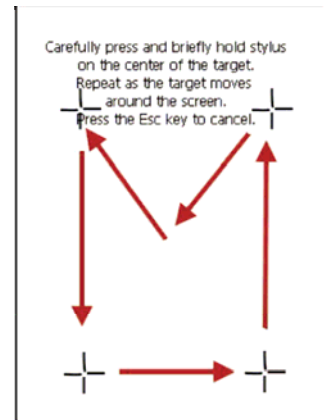 Carefully press and briefly hold stylus
on the center of the target.
Repeat as the target moves
around the screen.
Press the Esc key to cancel.